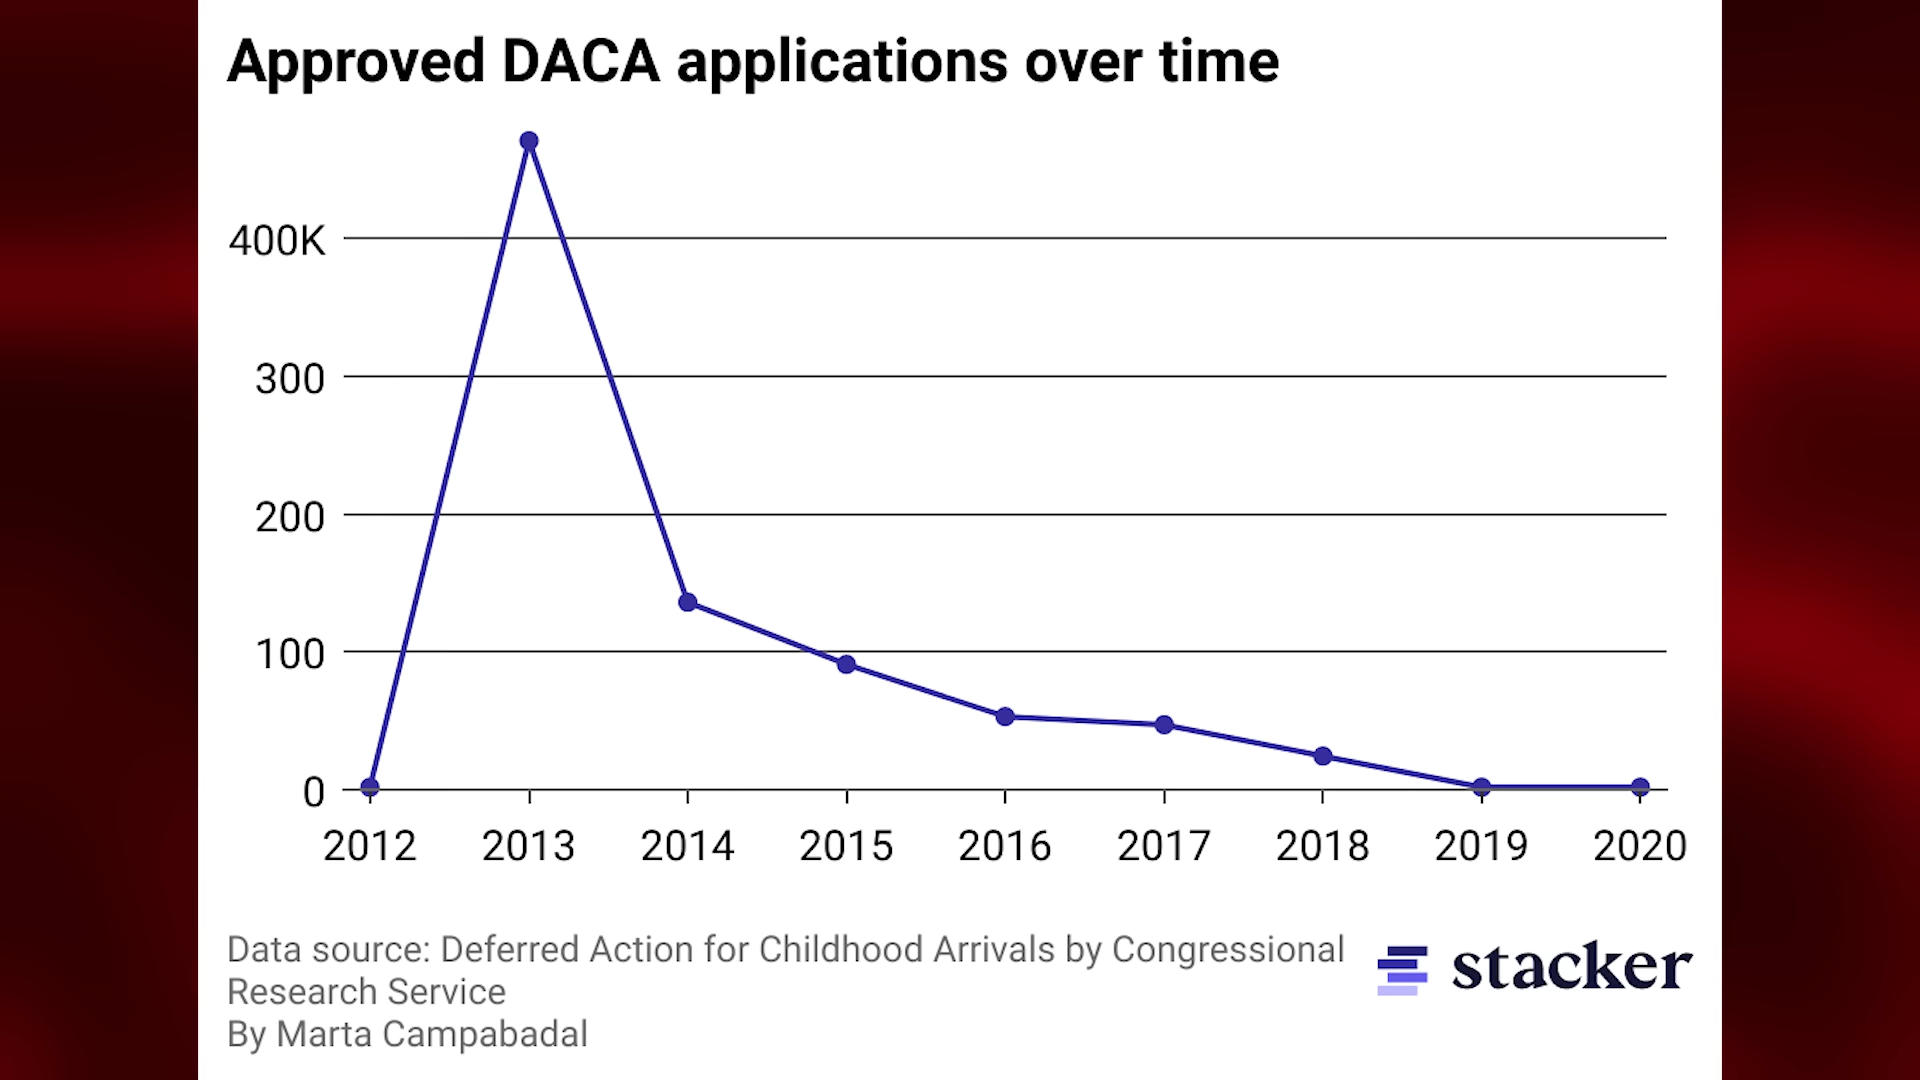 Approved DACA applications over time
400K
300
200
100
0
2012 2013 2014 2015 2016 2017 2018 2019 2020
Data source: Deferred Action for Childhood Arrivals by Congressional
Research Service
By Marta Campabadal
stacker